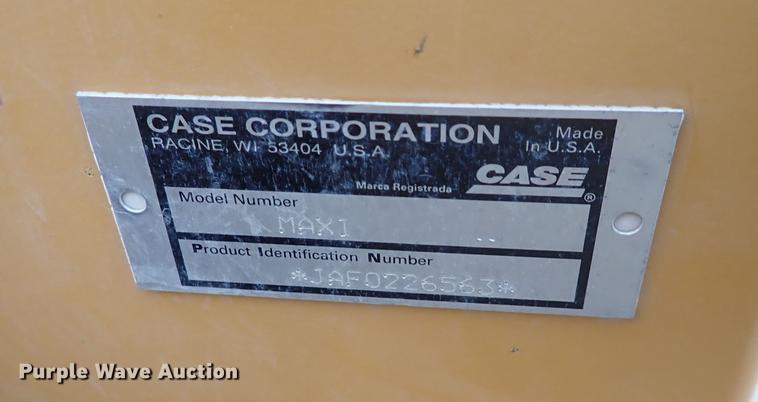 CASE CORPORATION
RACINE, WI 53404 U.S.A.
Made
In U.S.A.
CASE
®
Marca Registrada
Model Number
MAXI
Product Identification Number
*JAF0226563*
Purple Wave Auction